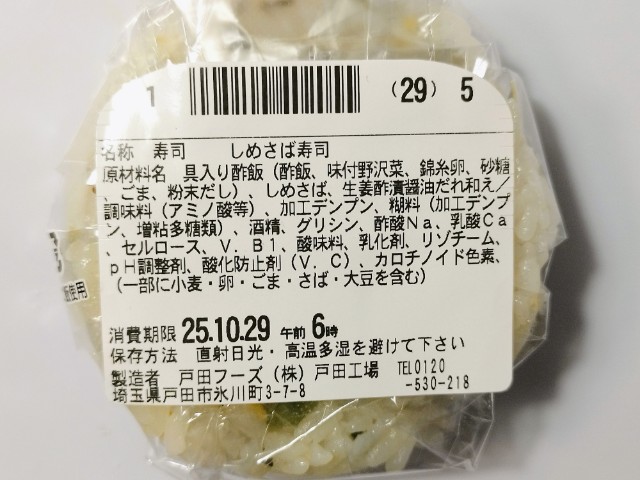 1 (29) 5
名称 寿司 しめさば寿司
原材料名 具入り酢飯(酢飯、味付野沢菜、錦糸卵、砂糖
、ごま、粉末だし)、しめさば、生姜酢漬醤油だれ和え/
調味料(アミノ酸等)、加工デンプン、糊料(加工デンプ
ン、増粘多糖類)、酒精、グリシン、酢酸Na、乳酸Ca
、セルロース、V.B1、酸味料、乳化剤、リゾチーム、
pH調整剤、酸化防止剤(V.C)、カロチノイド色素、
(一部に小麦・卵・ごま・さば・大豆を含む)
消費期限 25.10.29 午前 6時
保存方法 直射日光・高温多湿を避けて下さい
製造者 戸田フーズ(株)戸田工場 TEL0120
埼玉県戸田市氷川町3-7-8 -530-218
使用